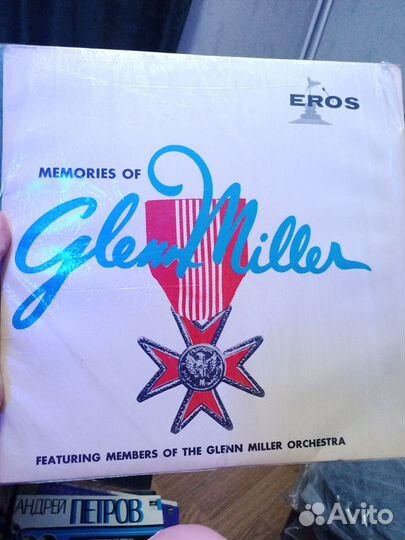 EROS
MEMORIES OF
Glenn Miller
FEATURING MEMBERS OF THE GLENN MILLER ORCHESTRA
АНДРЕЙ ПЕТРОВ
Avito